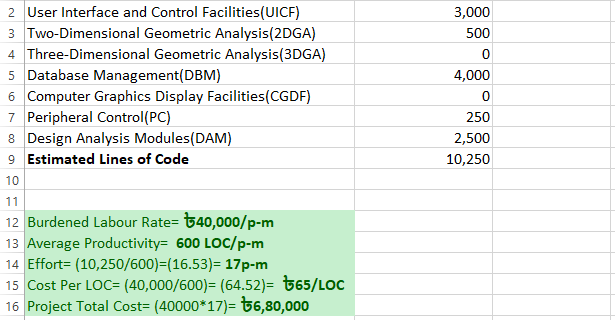 2 User Interface and Control Facilities(UICF) 3,000
3 Two-Dimensional Geometric Analysis(2DGA) 500
4 Three-Dimensional Geometric Analysis(3DGA) 0
5 Database Management(DBM) 4,000
6 Computer Graphics Display Facilities(CGDF) 0
7 Peripheral Control(PC) 250
8 Design Analysis Modules(DAM) 2,500
9 Estimated Lines of Code 10,250
10
11
12 Burdened Labour Rate= ৳40,000/p-m
13 Average Productivity= 600 LOC/p-m
14 Effort= (10,250/600)=(16.53)= 17p-m
15 Cost Per LOC= (40,000/600)= (64.52)= ৳65/LOC
16 Project Total Cost= (40000*17)= ৳6,80,000